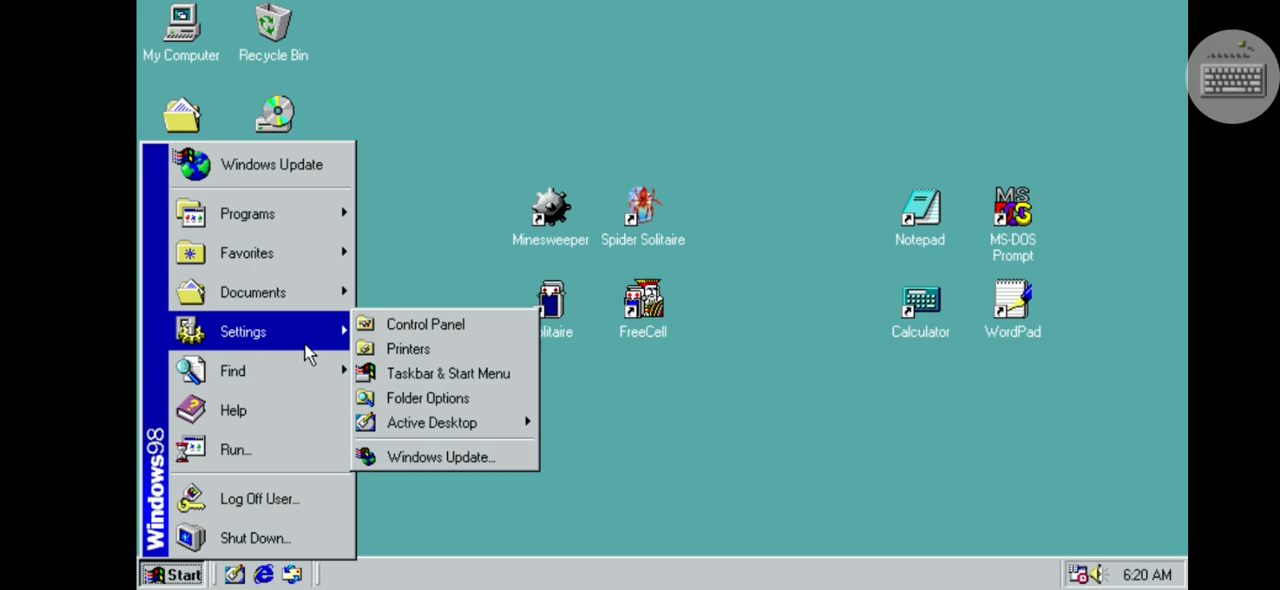 My Computer
Recycle Bin
Windows Update
Programs
Favorites
Documents
Settings
Find
Help
Run...
Log Off User...
Shut Down...
Windows98
Control Panel
Printers
Taskbar & Start Menu
Folder Options
Active Desktop
Windows Update...
Minesweeper
Spider Solitaire
olitaire
FreeCell
Notepad
MS-DOS
Prompt
Calculator
WordPad
Start
6:20 AM